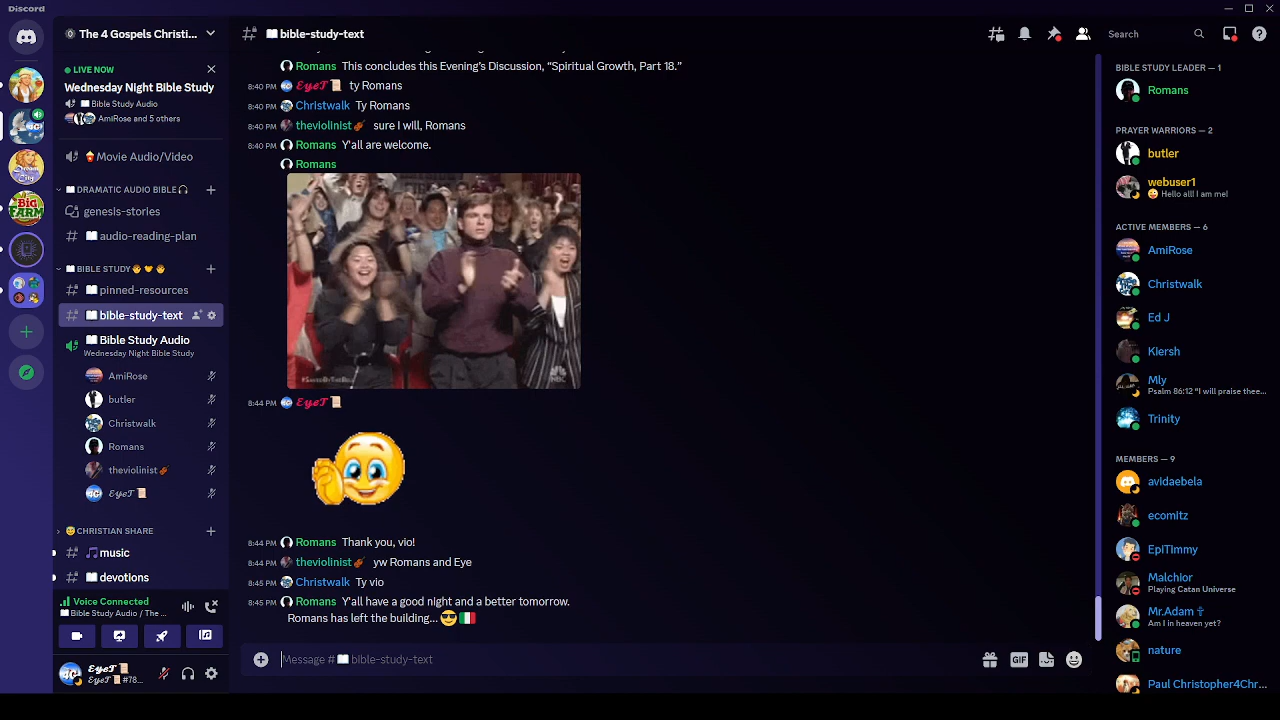 Discord
The 4 Gospels Christi...
LIVE NOW
Wednesday Night Bible Study
Bible Study Audio
AmiRose and 5 others
Movie Audio/Video
DRAMATIC AUDIO BIBLE
genesis-stories
audio-reading-plan
BIBLE STUDY
pinned-resources
bible-study-text
Bible Study Audio
Wednesday Night Bible Study
AmiRose
butler
Christwalk
Romans
theviolinist
𝓔𝔂𝓮𝓣
CHRISTIAN SHARE
music
devotions
Voice Connected
Bible Study Audio / The ...
𝓔𝔂𝓮𝓣
𝓔𝔂𝓮𝓣 #78...
bible-study-text
Search
Romans This concludes this Evening's Discussion, “Spiritual Growth, Part 18.”
8:40 PM 𝓔𝔂𝓮𝓣 ty Romans
8:40 PM Christwalk Ty Romans
8:40 PM theviolinist sure I will, Romans
8:40 PM Romans Y'all are welcome.
Romans
NBC
8:44 PM 𝓔𝔂𝓮𝓣
8:44 PM Romans Thank you, vio!
8:44 PM theviolinist yw Romans and Eye
8:45 PM Christwalk Ty vio
8:45 PM Romans Y'all have a good night and a better tomorrow.
Romans has left the building...
Message # bible-study-text
GIF
BIBLE STUDY LEADER — 1
Romans
PRAYER WARRIORS — 2
butler
webuser1
Hello all! I am me!
ACTIVE MEMBERS — 6
AmiRose
Christwalk
Ed J
Kiersh
Mly
Psalm 86:12 “I will praise thee...
Trinity
MEMBERS — 9
avidaebela
ecomitz
EpiTimmy
Malchior
Playing Catan Universe
Mr.Adam ✞
Am I in heaven yet?
nature
Paul Christopher4Chr...
Dream City
BIG FARM